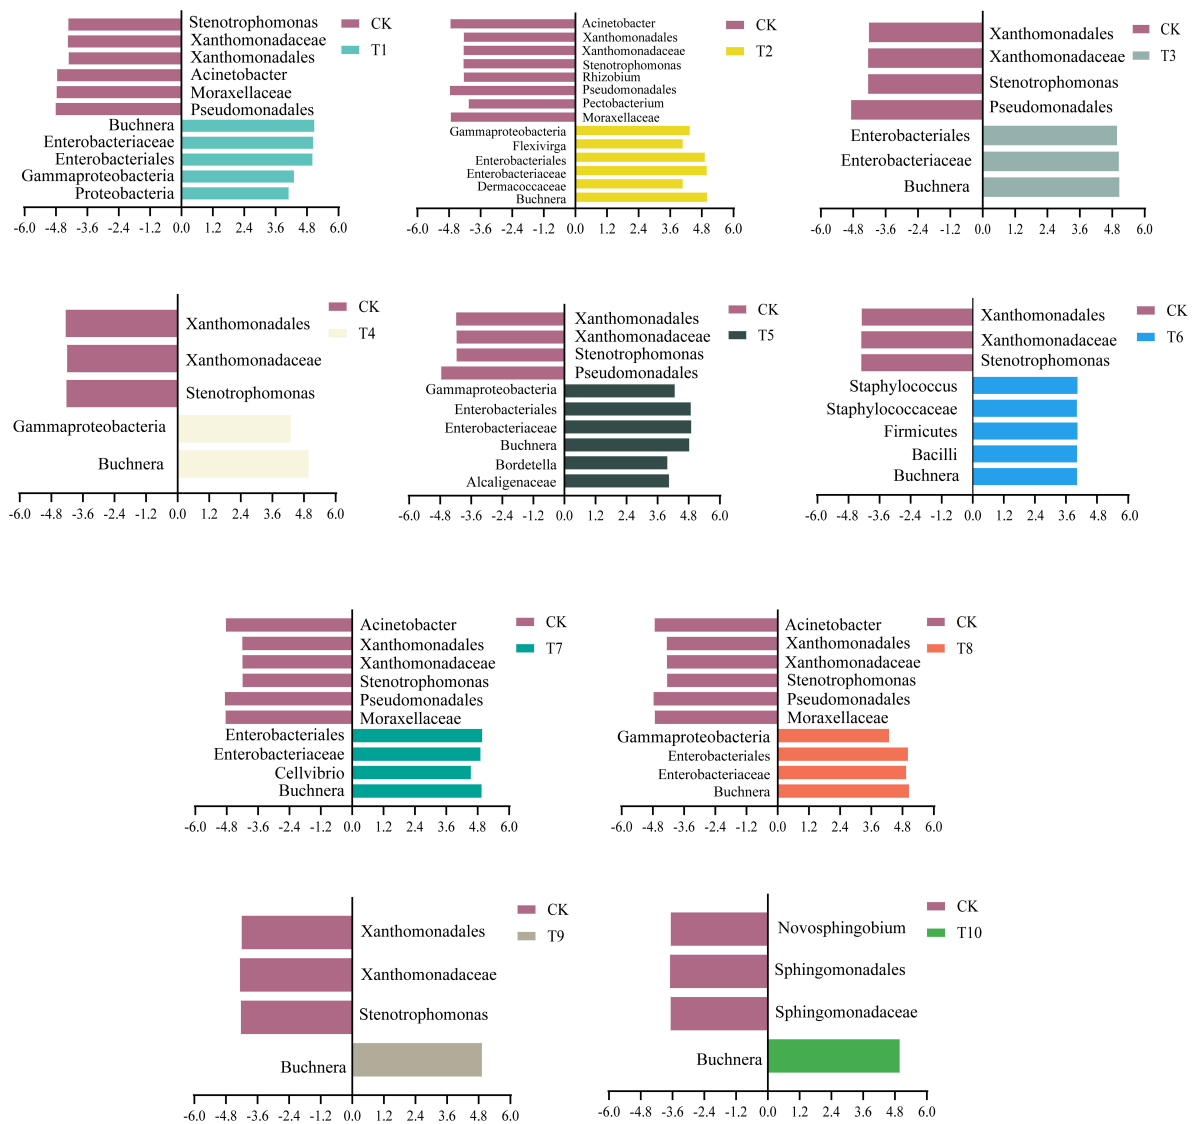 Stenotrophomonas
Xanthomonadaceae
Xanthomonadales
Acinetobacter
Moraxellaceae
Pseudomonadales
Buchnera
Enterobacteriaceae
Enterobacteriales
Gammaproteobacteria
Proteobacteria
CK
T1
-6.0 -4.8 -3.6 -2.4 -1.2 0.0 1.2 2.4 3.6 4.8 6.0
Acinetobacter
Xanthomonadales
Xanthomonadaceae
Stenotrophomonas
Rhizobium
Pseudomonadales
Pectobacterium
Moraxellaceae
Gammaproteobacteria
Flexivirga
Enterobacteriales
Enterobacteriaceae
Dermacoccaceae
Buchnera
CK
T2
-6.0 -4.8 -3.6 -2.4 -1.2 0.0 1.2 2.4 3.6 4.8 6.0
Xanthomonadales
Xanthomonadaceae
Stenotrophomonas
Pseudomonadales
Enterobacteriales
Enterobacteriaceae
Buchnera
CK
T3
-6.0 -4.8 -3.6 -2.4 -1.2 0.0 1.2 2.4 3.6 4.8 6.0
Xanthomonadales
Xanthomonadaceae
Stenotrophomonas
Gammaproteobacteria
Buchnera
CK
T4
-6.0 -4.8 -3.6 -2.4 -1.2 0.0 1.2 2.4 3.6 4.8 6.0
Xanthomonadales
Xanthomonadaceae
Stenotrophomonas
Pseudomonadales
Gammaproteobacteria
Enterobacteriales
Enterobacteriaceae
Buchnera
Bordetella
Alcaligenaceae
CK
T5
-6.0 -4.8 -3.6 -2.4 -1.2 0.0 1.2 2.4 3.6 4.8 6.0
Xanthomonadales
Xanthomonadaceae
Stenotrophomonas
Staphylococcus
Staphylococcaceae
Firmicutes
Bacilli
Buchnera
CK
T6
-6.0 -4.8 -3.6 -2.4 -1.2 0.0 1.2 2.4 3.6 4.8 6.0
Acinetobacter
Xanthomonadales
Xanthomonadaceae
Stenotrophomonas
Pseudomonadales
Moraxellaceae
Enterobacteriales
Enterobacteriaceae
Cellvibrio
Buchnera
CK
T7
-6.0 -4.8 -3.6 -2.4 -1.2 0.0 1.2 2.4 3.6 4.8 6.0
Acinetobacter
Xanthomonadales
Xanthomonadaceae
Stenotrophomonas
Pseudomonadales
Moraxellaceae
Gammaproteobacteria
Enterobacteriales
Enterobacteriaceae
Buchnera
CK
T8
-6.0 -4.8 -3.6 -2.4 -1.2 0.0 1.2 2.4 3.6 4.8 6.0
Xanthomonadales
Xanthomonadaceae
Stenotrophomonas
Buchnera
CK
T9
-6.0 -4.8 -3.6 -2.4 -1.2 0.0 1.2 2.4 3.6 4.8 6.0
Novosphingobium
Sphingomonadales
Sphingomonadaceae
Buchnera
CK
T10
-6.0 -4.8 -3.6 -2.4 -1.2 0.0 1.2 2.4 3.6 4.8 6.0